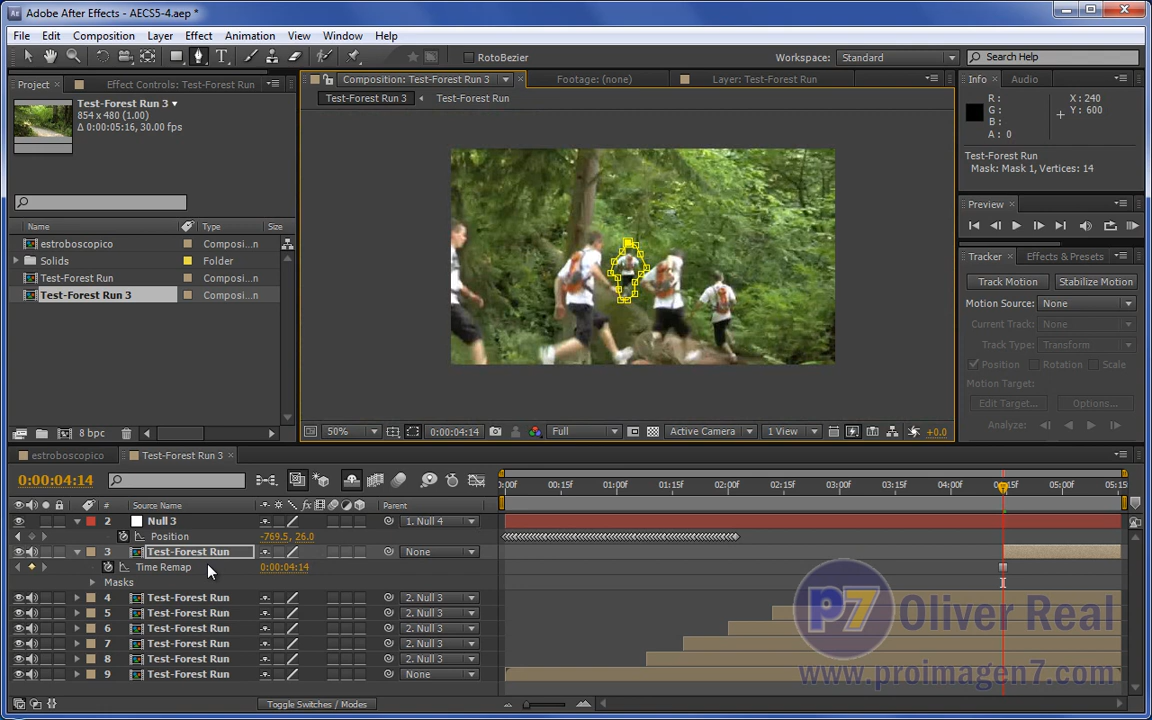 Adobe After Effects - AECS5-4.aep *
File Edit Composition Layer Effect Animation View Window Help
RotoBezier
Workspace: Standard
Search Help
Project
Effect Controls: Test-Forest Run
Test-Forest Run 3
854 x 480 (1.00)
Δ 0:00:05:16, 30.00 fps
Name Type
estroboscopico Composi...n
Solids Folder
Test-Forest Run Composi...n
Test-Forest Run 3 Composi...n
8 bpc
Composition: Test-Forest Run 3
Footage: (none)
Layer: Test-Forest Run
Test-Forest Run 3
Test-Forest Run
50%
0:00:04:14
Full
Active Camera
1 View
+0.0
Info
Audio
R :
G :
B :
A : 0
X : 240
Y : 600
Test-Forest Run
Mask: Mask 1, Vertices: 14
Preview
Tracker
Effects & Presets
Track Motion
Stabilize Motion
Motion Source: None
Current Track: None
Track Type: Transform
Position Rotation Scale
Motion Target:
Edit Target...
Options...
Analyze:
estroboscopico
Test-Forest Run 3
0:00:04:14
# Source Name
fx
Parent
:00f 00:15f 01:00f 01:15f 02:00f 02:15f 03:00f 03:15f 04:00f 05:00f 05:15f
2 Null 3 1. Null 4
Position -769.5, 26.0
3 Test-Forest Run None
Time Remap 0:00:04:14
Masks
4 Test-Forest Run 2. Null 3
5 Test-Forest Run 2. Null 3
6 Test-Forest Run 2. Null 3
7 Test-Forest Run 2. Null 3
8 Test-Forest Run 2. Null 3
9 Test-Forest Run None
Toggle Switches / Modes
P7 Oliver Real
www.proimagen7.com